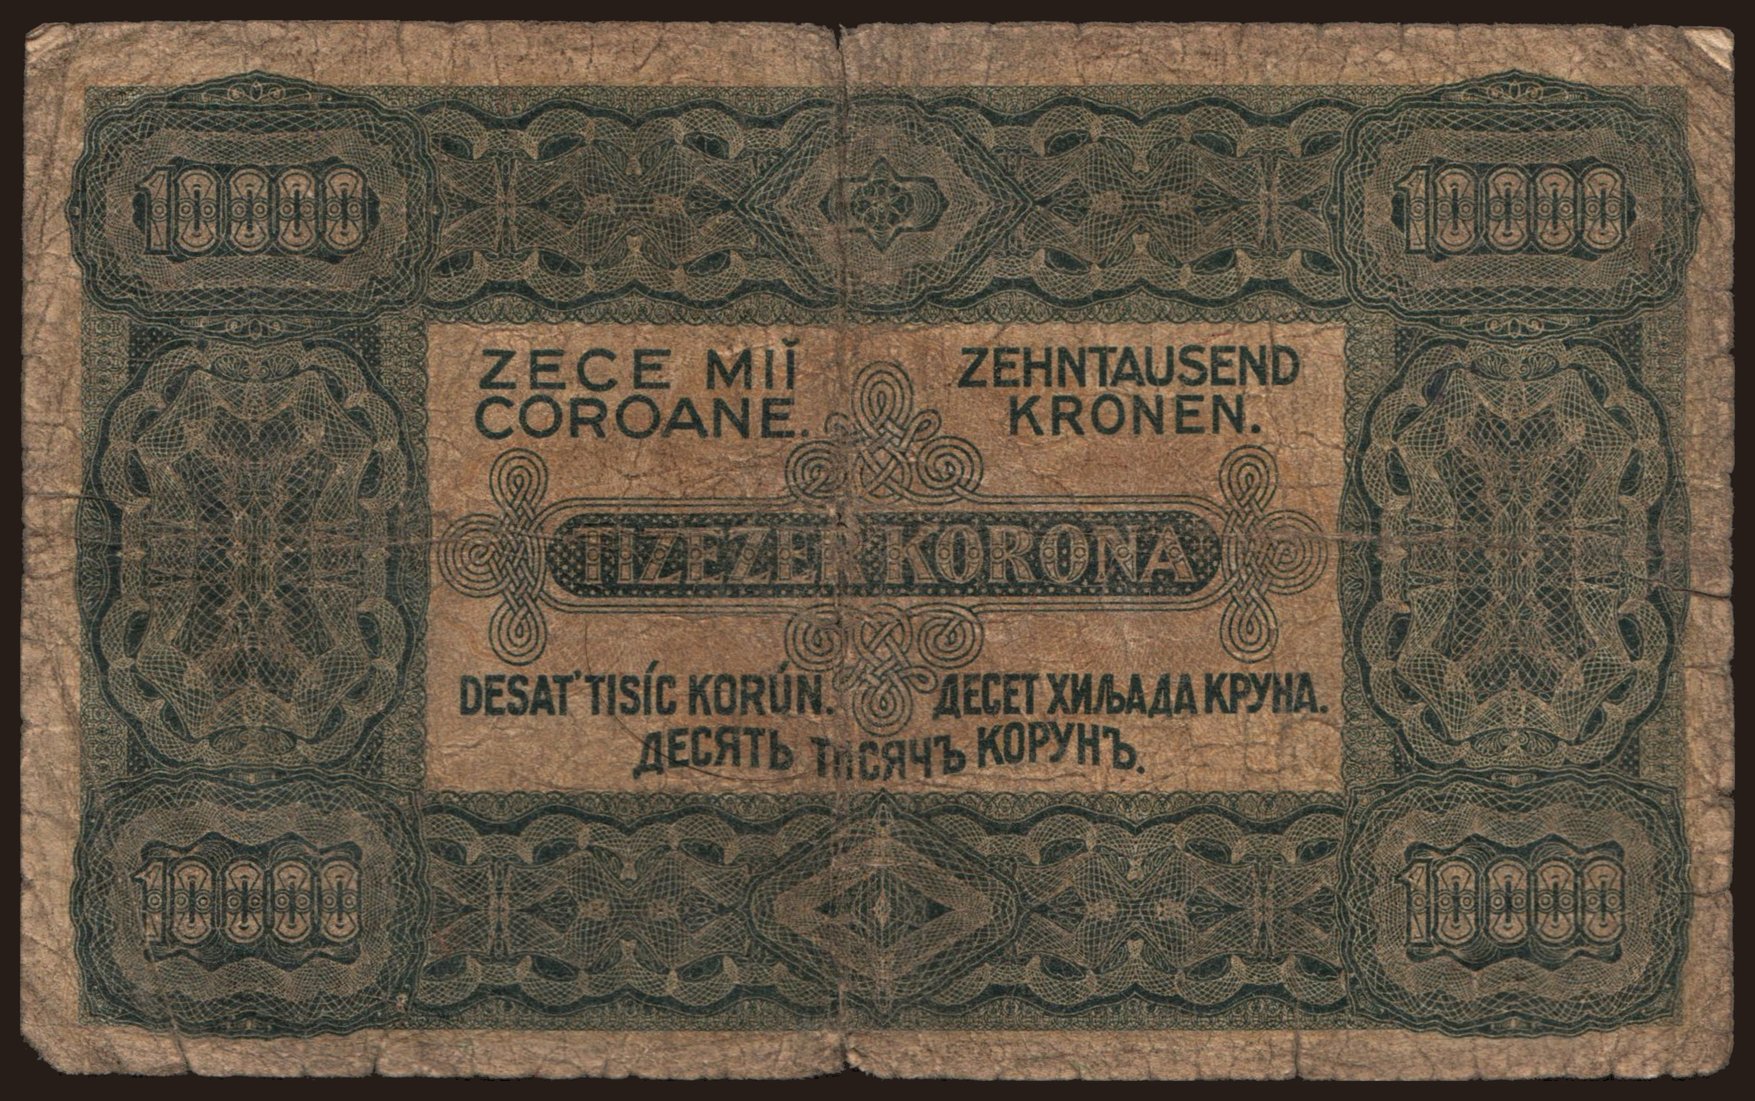 10000
10000
ZECE MIĬ
COROANE.
ZEHNTAUSEND
KRONEN.
TIZEZER KORONA
DESAT'TISÍC KORÚN.
ДЕСЕТ ХИЉАДА КРУНА.
ДЕСЯТЬ ТИСЯЧЪ КОРУНЪ.
10000
10000